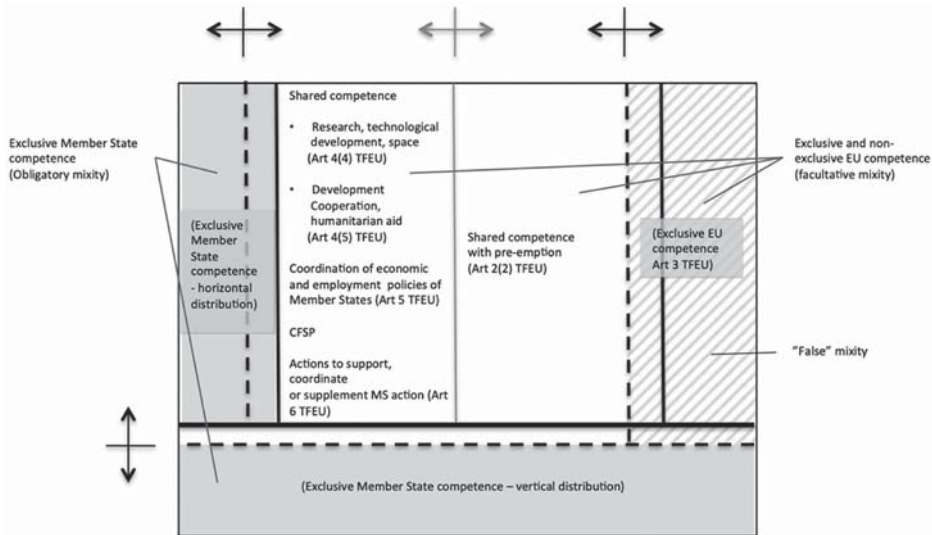 Exclusive Member State
competence
(Obligatory mixity)
(Exclusive
Member
State
competence
- horizontal
distribution)
Shared competence
• Research, technological
development, space
(Art 4(4) TFEU)
• Development
Cooperation,
humanitarian aid
(Art 4(5) TFEU)
Coordination of economic
and employment policies of
Member States (Art 5 TFEU)
CFSP
Actions to support,
coordinate
or supplement MS action (Art
6 TFEU)
Shared competence
with pre-emption
(Art 2(2) TFEU)
(Exclusive EU
competence
Art 3 TFEU)
Exclusive and non-
exclusive EU competence
(facultative mixity)
"False" mixity
(Exclusive Member State competence – vertical distribution)